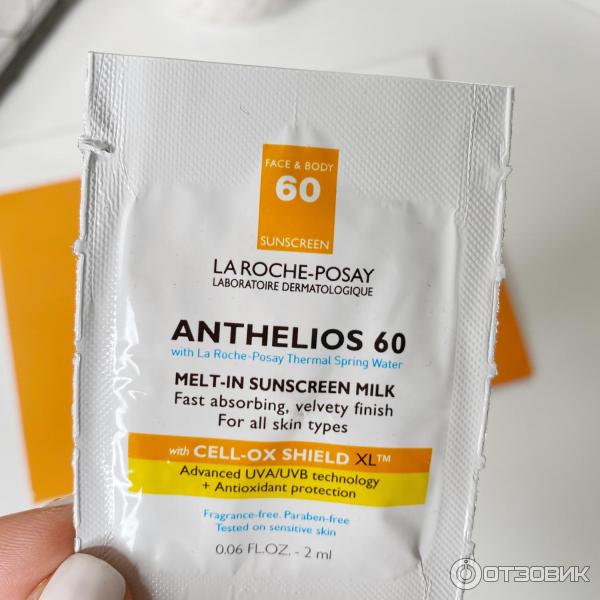 FACE & BODY
60
SUNSCREEN
LA ROCHE-POSAY
LABORATOIRE DERMATOLOGIQUE
ANTHELIOS 60
with La Roche-Posay Thermal Spring Water
MELT-IN SUNSCREEN MILK
Fast absorbing, velvety finish
For all skin types
with CELL-OX SHIELD XL™
Advanced UVA/UVB technology
+ Antioxidant protection
Fragrance-free. Paraben-free
Tested on sensitive skin
0.06 FL.OZ. - 2 ml
ОТЗОВИК